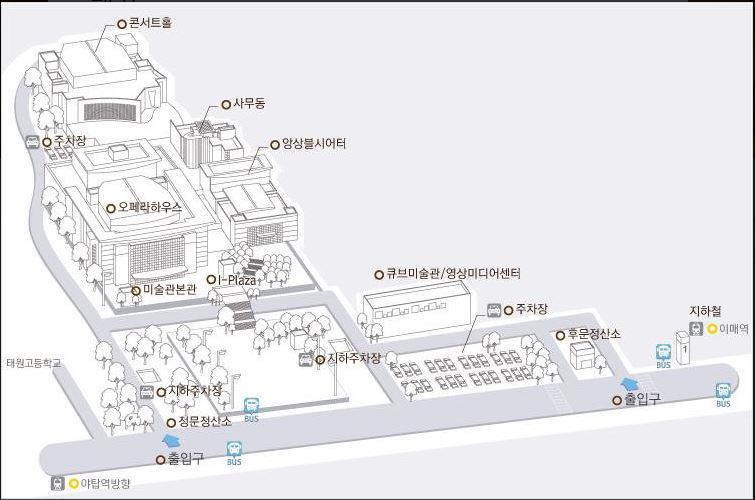 콘서트홀
사무동
주차장
앙상블시어터
오페라하우스
I-Plaza
미술관본관
큐브미술관/영상미디어센터
주차장
지하철
이매역
후문정산소
1
태원고등학교
지하주차장
지하주차장
BUS
출입구
BUS
정문정산소
BUS
BUS
출입구
야탑역방향